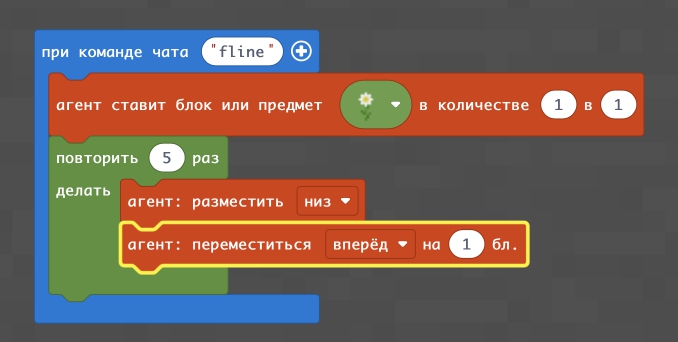 при команде чата "fline"
агент ставит блок или предмет в количестве 1 в 1
повторить 5 раз
делать агент: разместить низ
агент: переместиться вперёд на 1 бл.